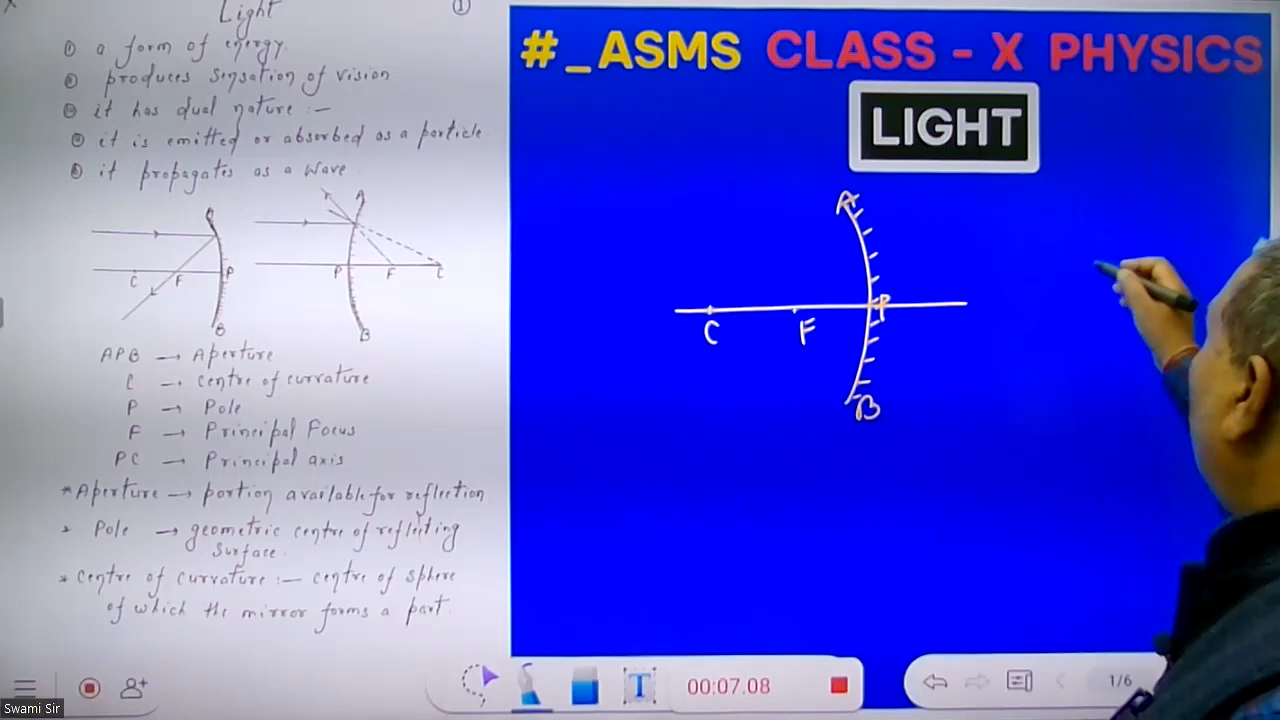 Light ①
① a form of energy.
② produces sensation of vision
③ it has dual nature :-
④ it is emitted or absorbed as a particle.
⑤ it propagates as a wave.
A
A
P
P
C
F
F
C
B
B
APB → Aperture
C → centre of curvature
P → Pole
F → Principal Focus
PC → Principal axis
* Aperture → portion available for reflection
* Pole → geometric centre of reflecting
surface.
* Centre of curvature :- centre of sphere
of which the mirror forms a part.
#_ASMS CLASS - X PHYSICS
LIGHT
A
P
C
F
B
T
00:07.08
1/6
Swami Sir